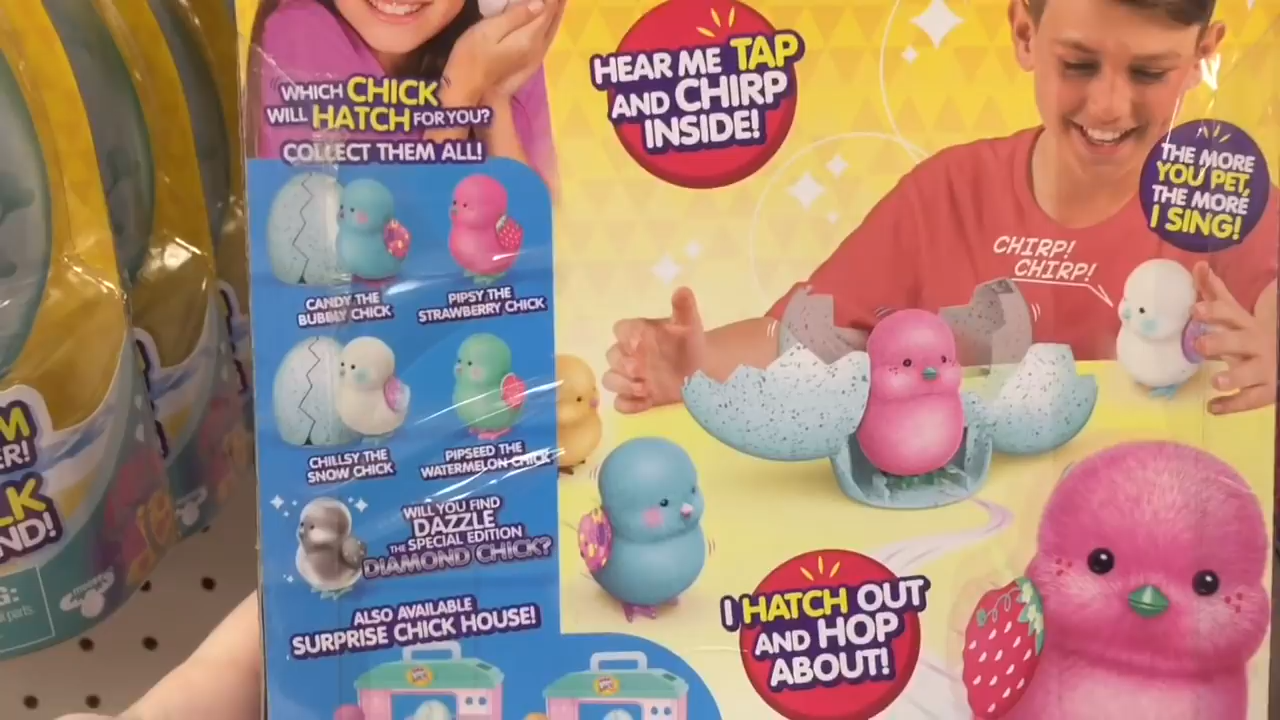 WHICH CHICK
WILL HATCH FOR YOU?
COLLECT THEM ALL!
CANDY THE
BUBBLY CHICK
PIPSY THE
STRAWBERRY CHICK
CHILLSY THE
SNOW CHICK
PIPSEED THE
WATERMELON CHICK
WILL YOU FIND
DAZZLE
THE SPECIAL EDITION
DIAMOND CHICK?
ALSO AVAILABLE
SURPRISE CHICK HOUSE!
HEAR ME TAP
AND CHIRP
INSIDE!
THE MORE
YOU PET,
THE MORE
I SING!
CHIRP!
CHIRP!
I HATCH OUT
AND HOP
ABOUT!